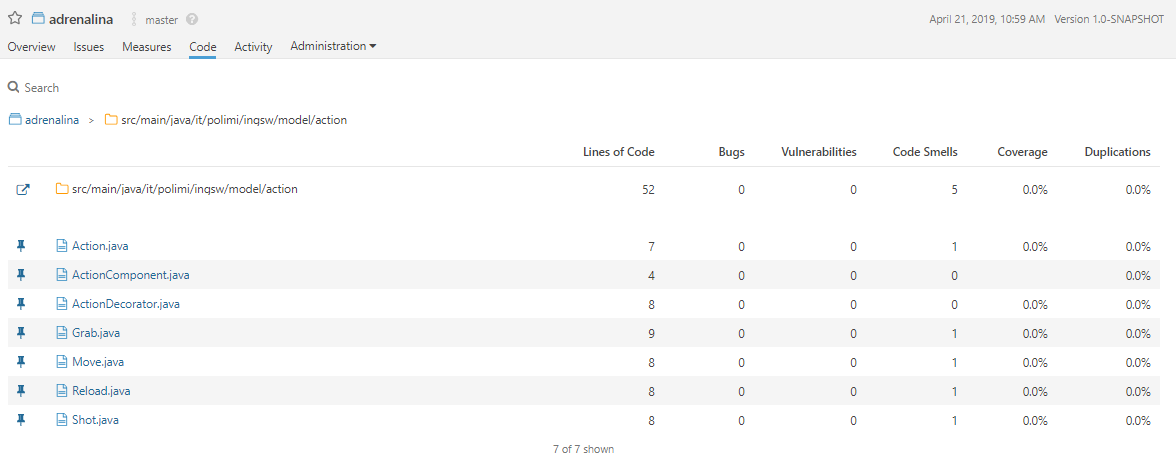 adrenalina master ? April 21, 2019, 10:59 AM Version 1.0-SNAPSHOT
Overview Issues Measures Code Activity Administration
Search
adrenalina > src/main/java/it/polimi/inqsw/model/action
Lines of Code Bugs Vulnerabilities Code Smells Coverage Duplications
src/main/java/it/polimi/inqsw/model/action 52 0 0 5 0.0% 0.0%
Action.java 7 0 0 1 0.0% 0.0%
ActionComponent.java 4 0 0 0 0.0%
ActionDecorator.java 8 0 0 0 0.0% 0.0%
Grab.java 9 0 0 1 0.0% 0.0%
Move.java 8 0 0 1 0.0% 0.0%
Reload.java 8 0 0 1 0.0% 0.0%
Shot.java 8 0 0 1 0.0% 0.0%
7 of 7 shown